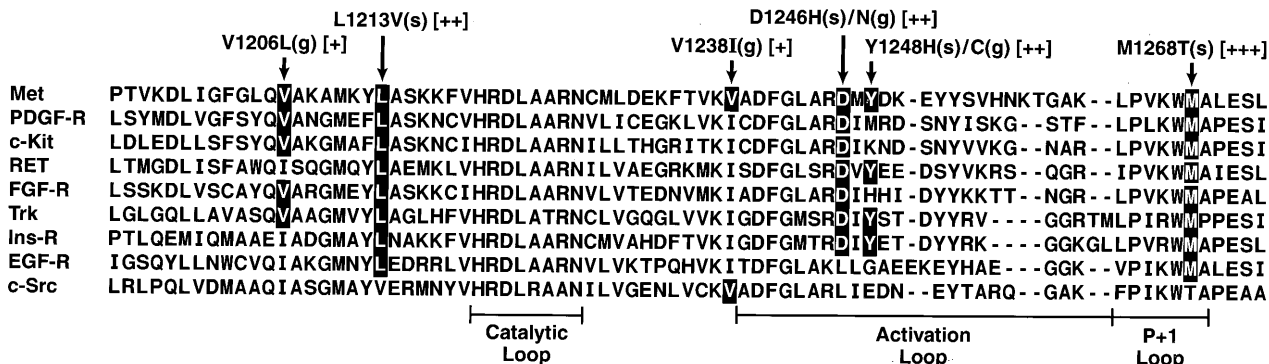 D1246H(s)/N(g) [++]
L1213V(s) [++]
V1206L(g) [+]
V1238I(g) [+]
Y1248H(s)/C(g) [++]
M1268T(s) [+++]
Met PTVKDLIGFGLQVAKAMKYLASKKFVHRDLAARNCMLDEKFTVKVADFGLARDMYDK-EYYSVHNKTGAK--LPVKWMALESL
PDGF-R LSYMDLVGFSYQVANGMEFLASKNCVHRDLAARNVLICEGKLVKICDFGLARDIMRD-SNYISKG--STF--LPLKWMAPESI
c-Kit LDLEDLLSFSYQVAKGMAFLASKNCIHRDLAARNILLTHGRITKICDFGLARDIKND-SNYVVKG--NAR--LPVKWMAPESI
RET LTMGDLISFAWQISQGMQYLAEMKLVHRDLAARNILVAEGRKMKISDFGLSRDVYEE-DSYVKRS--QGR--IPVKWMAIESL
FGF-R LSSKDLVSCAYQVARGMEYLASKKCIHRDLAARNVLVTEDNVMKIADFGLARDIHHI-DYYKKTT--NGR--LPVKWMAPEAL
Trk LGLGQLLAVASQVAAGMVYLAGLHFVHRDLATRNCLVGQGLVVKIGDFGMSRDIYST-DYYRV----GGRTMLPIRWMPPESI
Ins-R PTLQEMIQMAAEIADGMAYLNAKKFVHRDLAARNCMVAHDFTVKIGDFGMTRDIYET-DYYRK----GGKGLLPVRWMAPESL
EGF-R IGSQYLLNWCVQIAKGMNYLEDRRLVHRDLAARNVLVKTPQHVKITDFGLAKLLGAEEKEYHAE---GGK--VPIKWMALESI
c-Src LRLPQLVDMAAQIASGMAYVERMNYVHRDLRAANILVGENLVCKVADFGLARLIEDN--EYTARQ--GAK--FPIKWTAPEAA
Catalytic Loop
Activation Loop
P+1 Loop